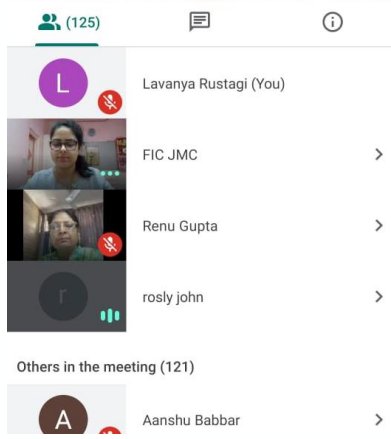 (125)
L Lavanya Rustagi (You)
FIC JMC
Renu Gupta
r rosly john
Others in the meeting (121)
A Aanshu Babbar